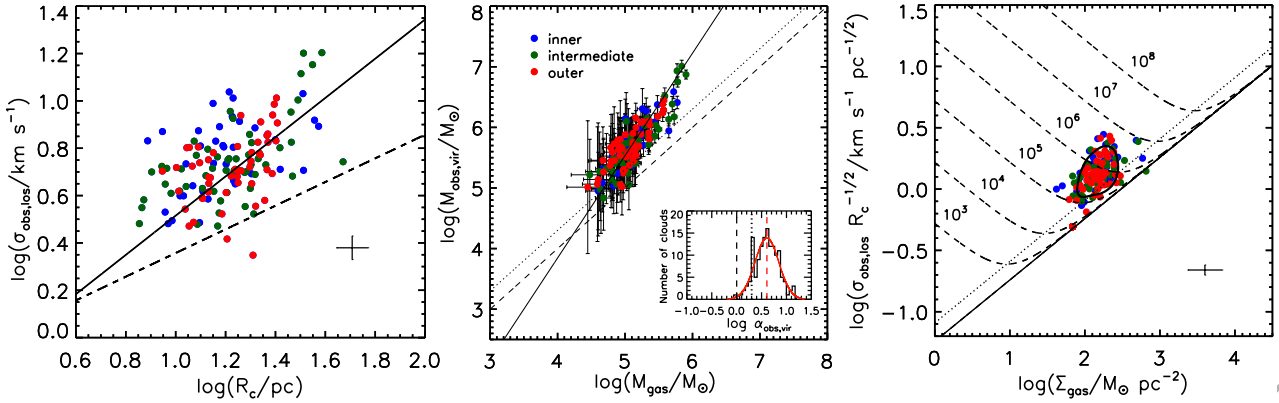 log(σobs,los/km s⁻¹)
1.4
1.2
1.0
0.8
0.6
0.4
0.2
0.0
0.6 0.8 1.0 1.2 1.4 1.6 1.8 2.0
log(Rc/pc)
log(Mobs,vir/M⊙)
8
7
6
5
4
3
inner
intermediate
outer
Number of clouds
20
15
10
5
0
-1.0 -0.5 0.0 0.5 1.0 1.5
log αobs,vir
3 4 5 6 7 8
log(Mgas/M⊙)
log(σobs,los Rc⁻¹/²/km s⁻¹ pc⁻¹/²)
1.5
1.0
0.5
0.0
−0.5
−1.0
10⁸
10⁷
10⁶
10⁵
10⁴
10³
0 1 2 3 4
log(Σgas/M⊙ pc⁻²)